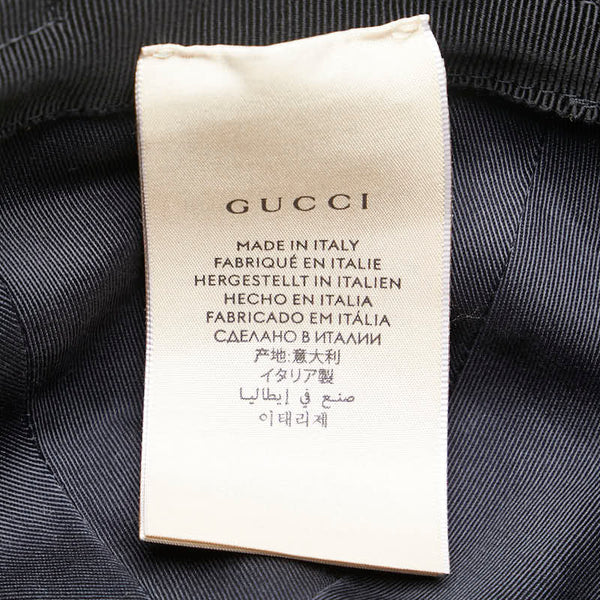 GUCCI
MADE IN ITALY
FABRIQUÉ EN ITALIE
HERGESTELLT IN ITALIEN
HECHO EN ITALIA
FABRICADO EM ITÁLIA
СДЕЛАНО В ИТАЛИИ
产地:意大利
イタリア製
صنع في إيطاليا
이태리제